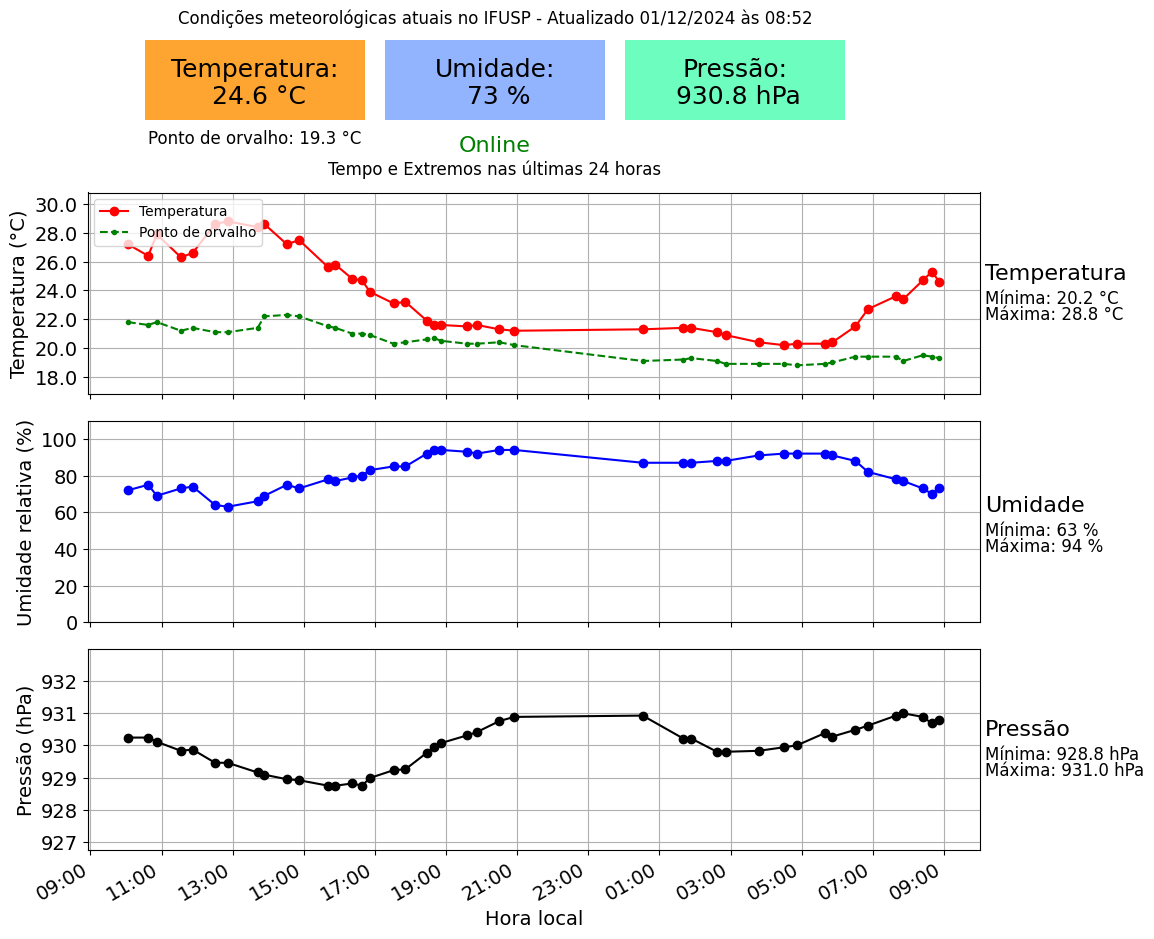 Condições meteorológicas atuais no IFUSP - Atualizado 01/12/2024 às 08:52
Temperatura:
24.6 °C
Umidade:
73 %
Pressão:
930.8 hPa
Ponto de orvalho: 19.3 °C
Online
Tempo e Extremos nas últimas 24 horas
Temperatura (°C)
30.0
28.0
26.0
24.0
22.0
20.0
18.0
Temperatura
Ponto de orvalho
Temperatura
Mínima: 20.2 °C
Máxima: 28.8 °C
Umidade relativa (%)
100
80
60
40
20
0
Umidade
Mínima: 63 %
Máxima: 94 %
Pressão (hPa)
932
931
930
929
928
927
Pressão
Mínima: 928.8 hPa
Máxima: 931.0 hPa
09:00
11:00
13:00
15:00
17:00
19:00
21:00
23:00
01:00
03:00
05:00
07:00
09:00
Hora local